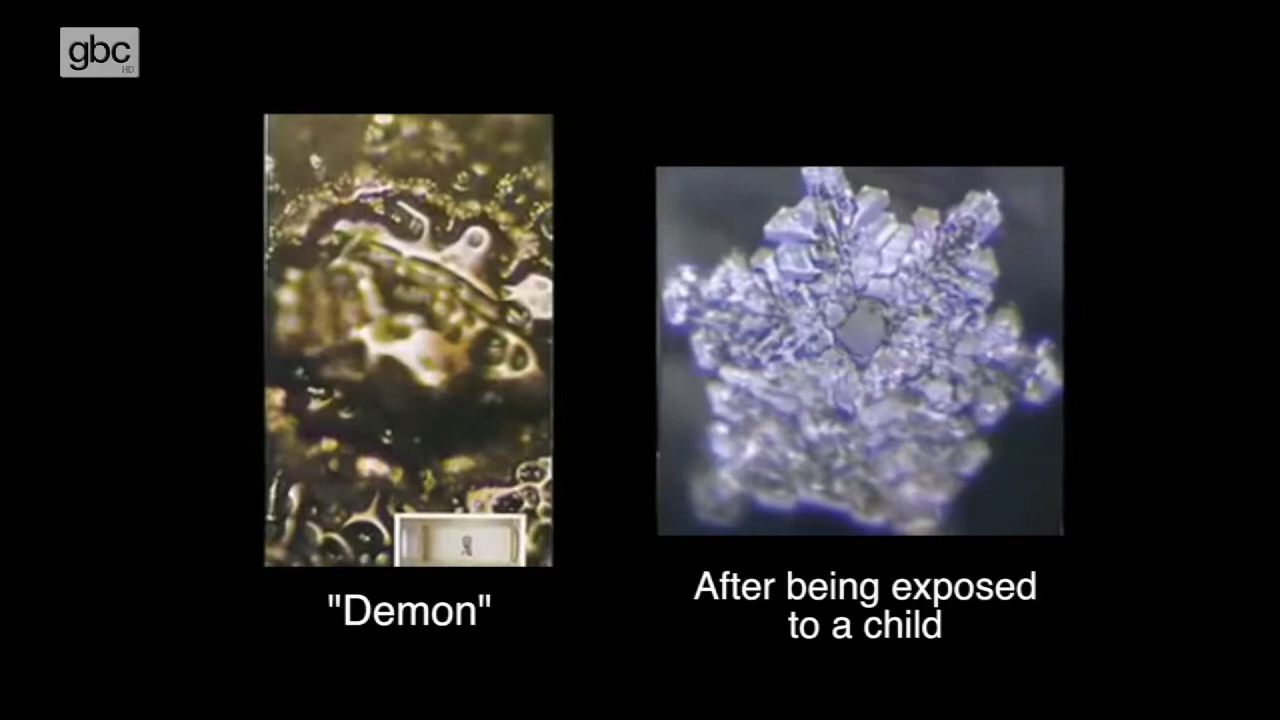 gbc
HD
"Demon"
After being exposed
to a child